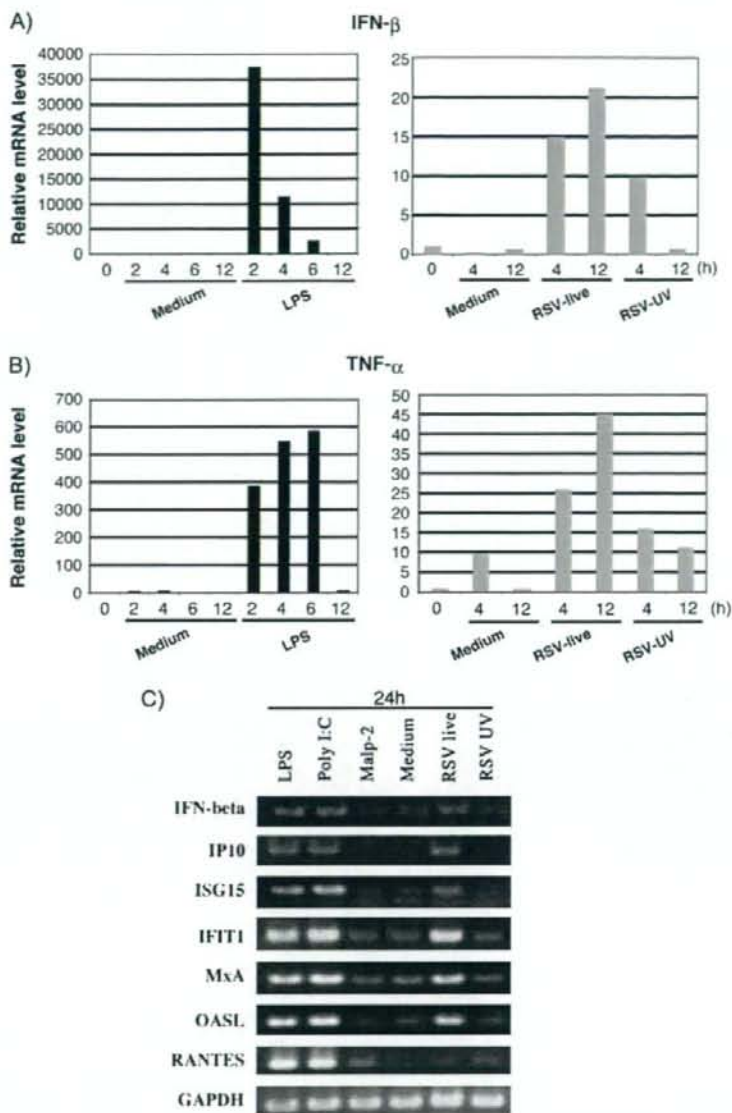 A)
IFN-β
Relative mRNA level
40000
35000
30000
25000
20000
15000
10000
5000
0
0 2 4 6 12 2 4 6 12
Medium LPS
25
20
15
10
5
0
0 4 12 4 12 4 12 (h)
Medium RSV-live RSV-UV
B)
TNF-α
Relative mRNA level
700
600
500
400
300
200
100
0
0 2 4 6 12 2 4 6 12
Medium LPS
50
45
40
35
30
25
20
15
10
5
0
0 4 12 4 12 4 12 (h)
Medium RSV-live RSV-UV
C)
24h
LPS Poly I:C Malp-2 Medium RSV live RSV UV
IFN-beta
IP10
ISG15
IFIT1
MxA
OASL
RANTES
GAPDH